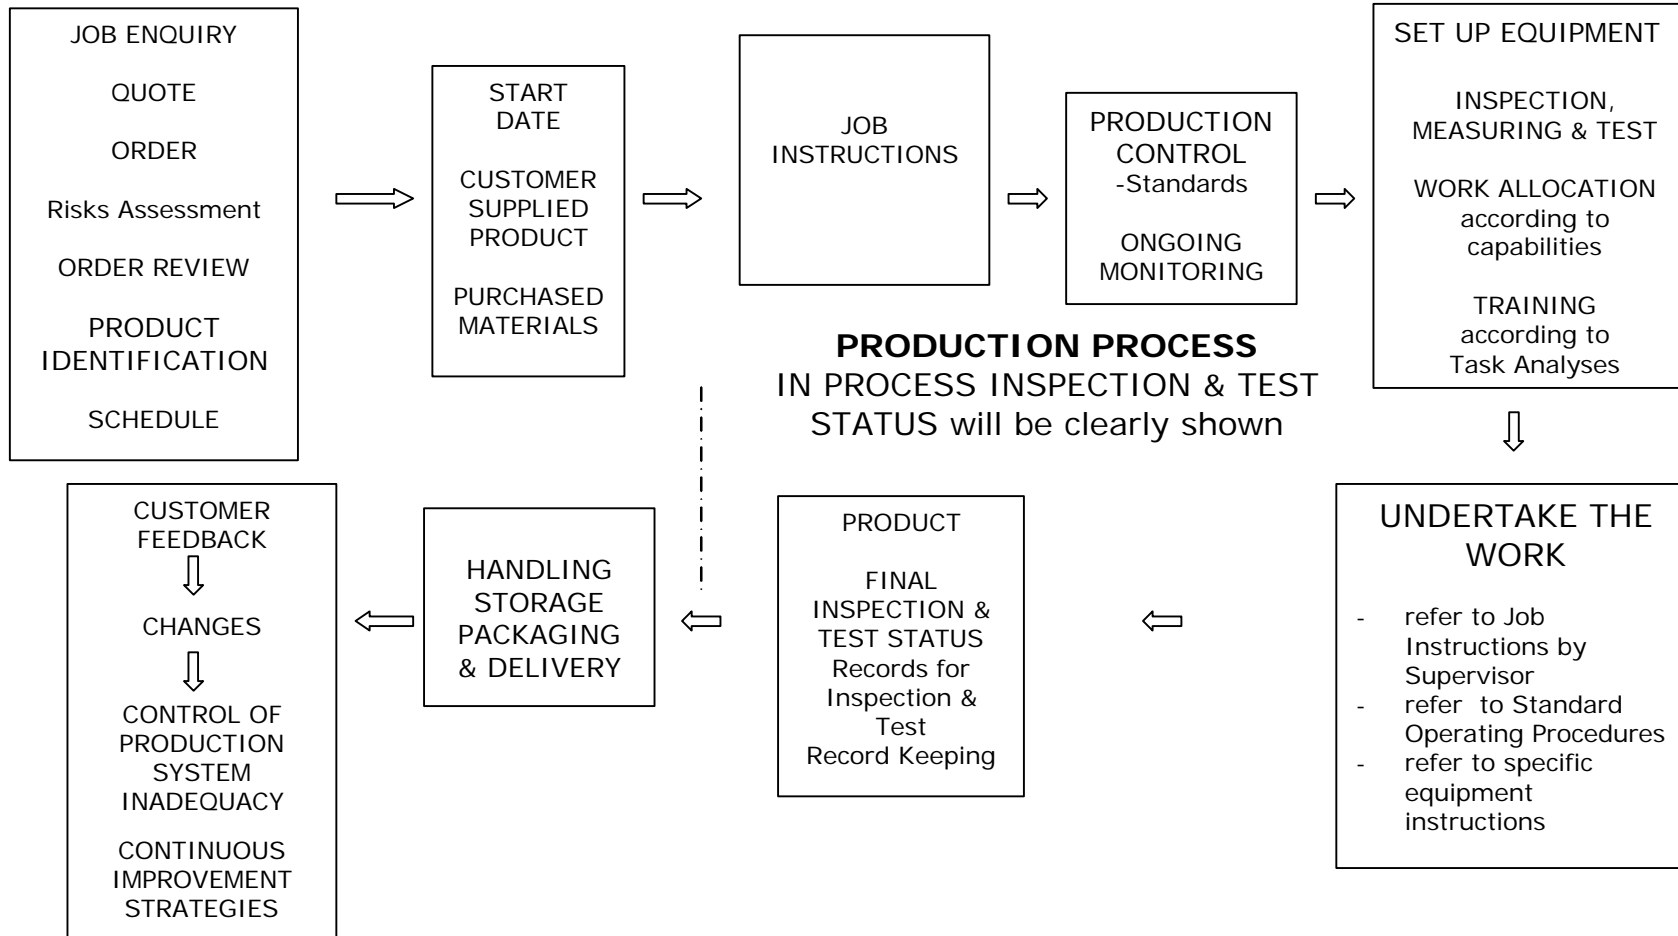 JOB ENQUIRY
QUOTE
ORDER
Risks Assessment
ORDER REVIEW
PRODUCT
IDENTIFICATION
SCHEDULE
START
DATE
CUSTOMER
SUPPLIED
PRODUCT
PURCHASED
MATERIALS
JOB
INSTRUCTIONS
PRODUCTION
CONTROL
-Standards
ONGOING
MONITORING
SET UP EQUIPMENT
INSPECTION,
MEASURING & TEST
WORK ALLOCATION
according to
capabilities
TRAINING
according to
Task Analyses
PRODUCTION PROCESS
IN PROCESS INSPECTION & TEST
STATUS will be clearly shown
UNDERTAKE THE
WORK
- refer to Job
Instructions by
Supervisor
- refer to Standard
Operating Procedures
- refer to specific
equipment
instructions
PRODUCT
FINAL
INSPECTION &
TEST STATUS
Records for
Inspection &
Test
Record Keeping
HANDLING
STORAGE
PACKAGING
& DELIVERY
CUSTOMER
FEEDBACK
CHANGES
CONTROL OF
PRODUCTION
SYSTEM
INADEQUACY
CONTINUOUS
IMPROVEMENT
STRATEGIES